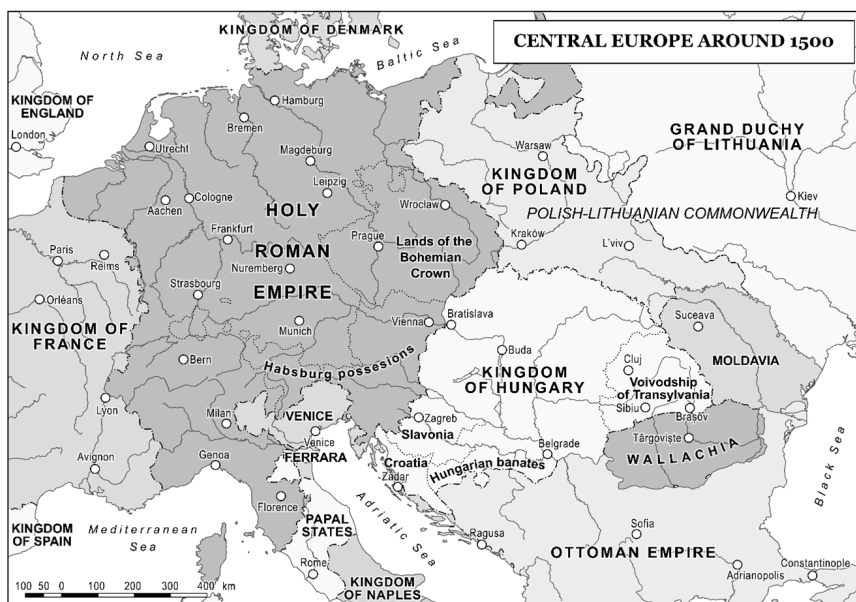 CENTRAL EUROPE AROUND 1500
KINGDOM OF DENMARK
North Sea
Baltic Sea
KINGDOM OF
ENGLAND
London
Hamburg
Bremen
Utrecht
Magdeburg
Leipzig
Cologne
Aachen
HOLY
ROMAN
EMPIRE
Wrocław
Frankfurt
Prague
Nuremberg
Lands of the
Bohemian
Crown
Strasbourg
Munich
Vienna
Bratislava
Warsaw
KINGDOM
OF POLAND
GRAND DUCHY
OF LITHUANIA
Kiev
POLISH-LITHUANIAN COMMONWEALTH
Kraków
L'viv
Paris
Reims
Orléans
KINGDOM OF
FRANCE
Bern
Habsburg possesions
Lyon
Milan
Avignon
Genoa
VENICE
Venice
FERRARA
Florence
PAPAL
STATES
Rome
KINGDOM
OF NAPLES
KINGDOM
OF SPAIN
Mediterranean
Sea
Adriatic Sea
Buda
KINGDOM
OF HUNGARY
Cluj
Voivodship
of Transylvania
Sibiu
Braşov
Suceava
MOLDAVIA
Târgovişte
WALLACHIA
Zagreb
Slavonia
Croatia
Zadar
Hungarian banates
Belgrade
Ragusa
Sofia
OTTOMAN EMPIRE
Adrianopolis
Constantinople
Black Sea
100 50 0 100 200 300 400 km